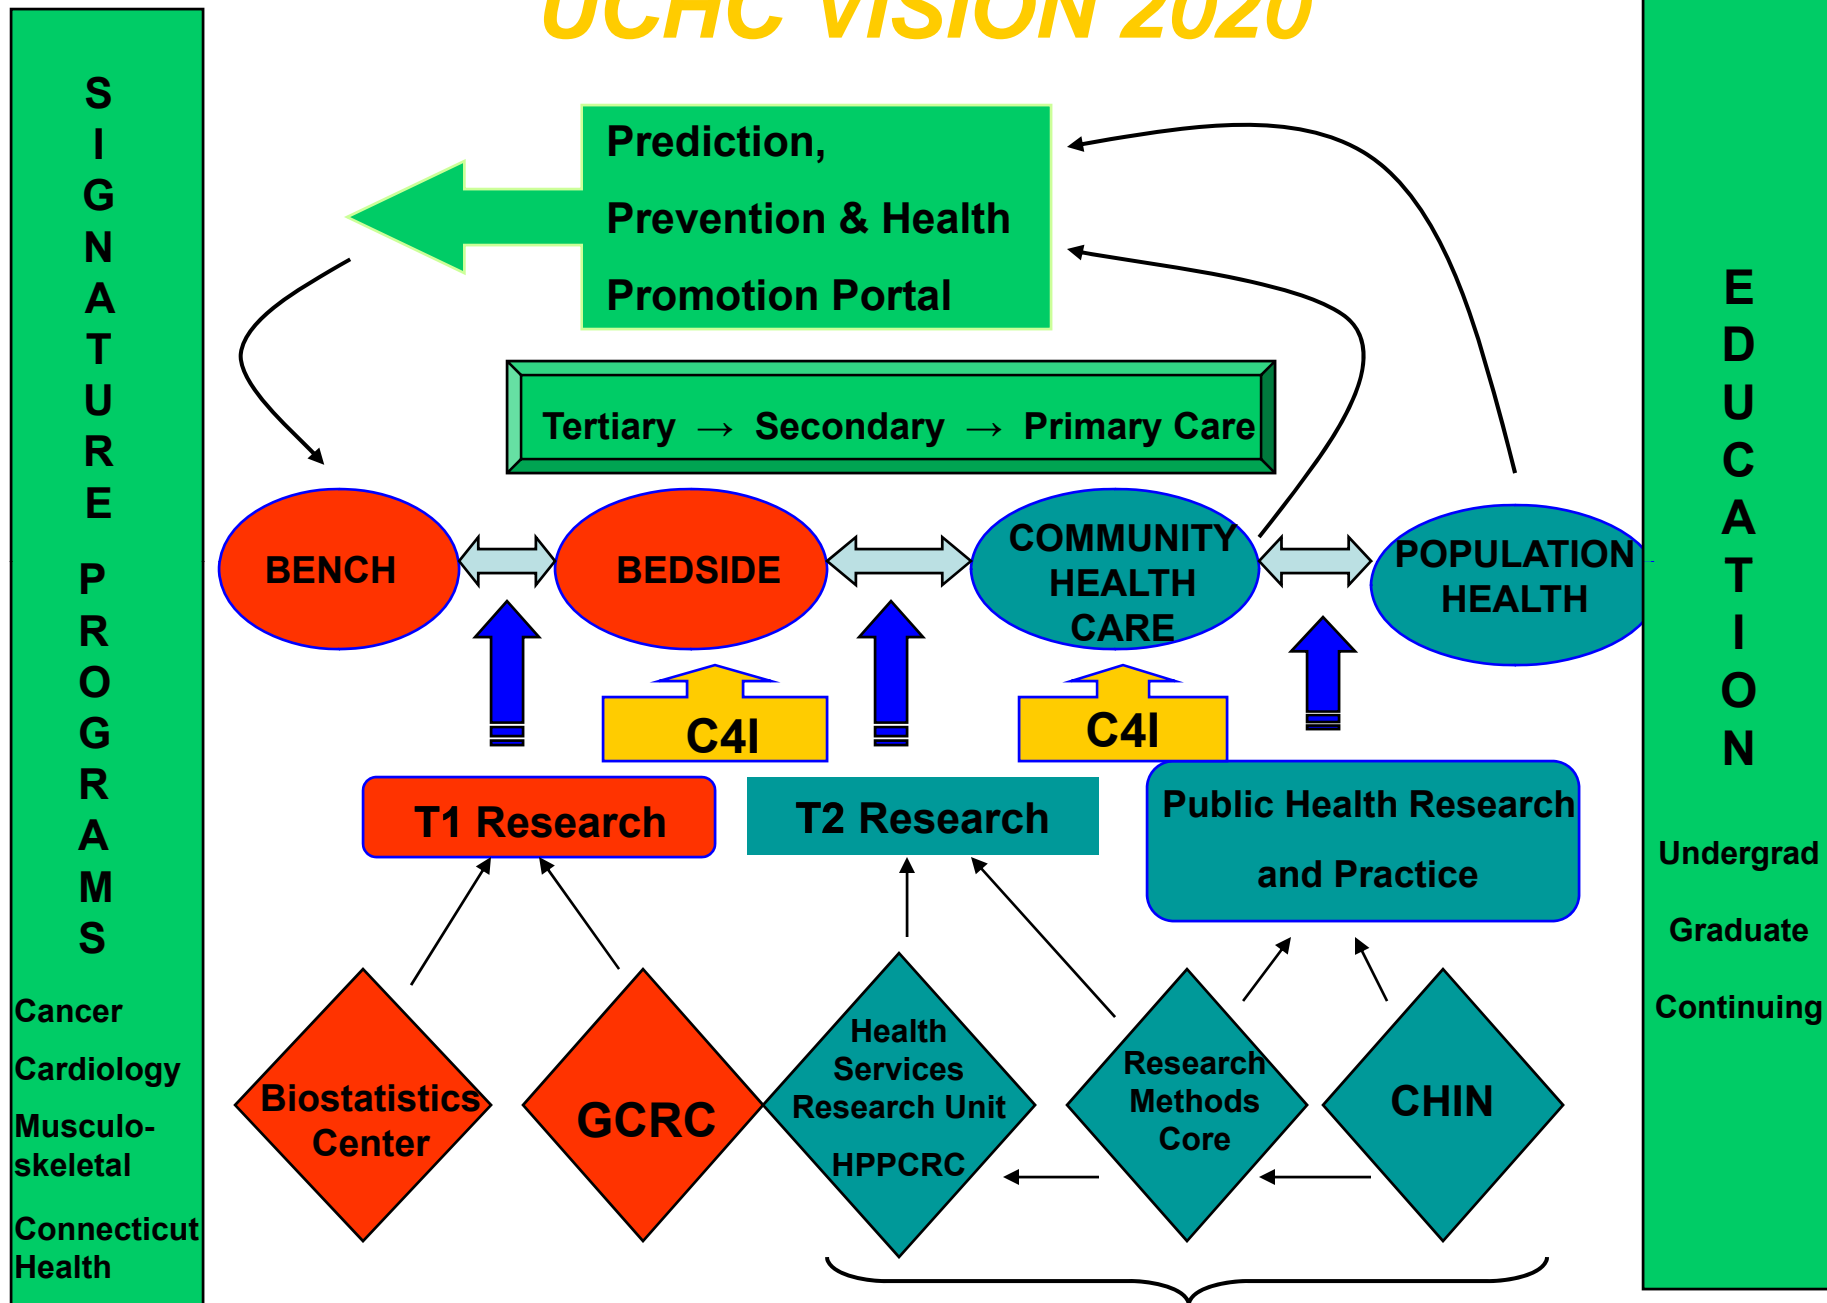 UCHC VISION 2020
SIGNATURE
PROGRAMS
Cancer
Cardiology
Musculo-
skeletal
Connecticut
Health
Prediction,
Prevention & Health
Promotion Portal
Tertiary → Secondary → Primary Care
BENCH
BEDSIDE
COMMUNITY
HEALTH
CARE
POPULATION
HEALTH
C4I
C4I
T1 Research
T2 Research
Public Health Research
and Practice
Biostatistics
Center
GCRC
Health
Services
Research Unit
HPPCRC
Research
Methods
Core
CHIN
EDUCATION
Undergrad
Graduate
Continuing